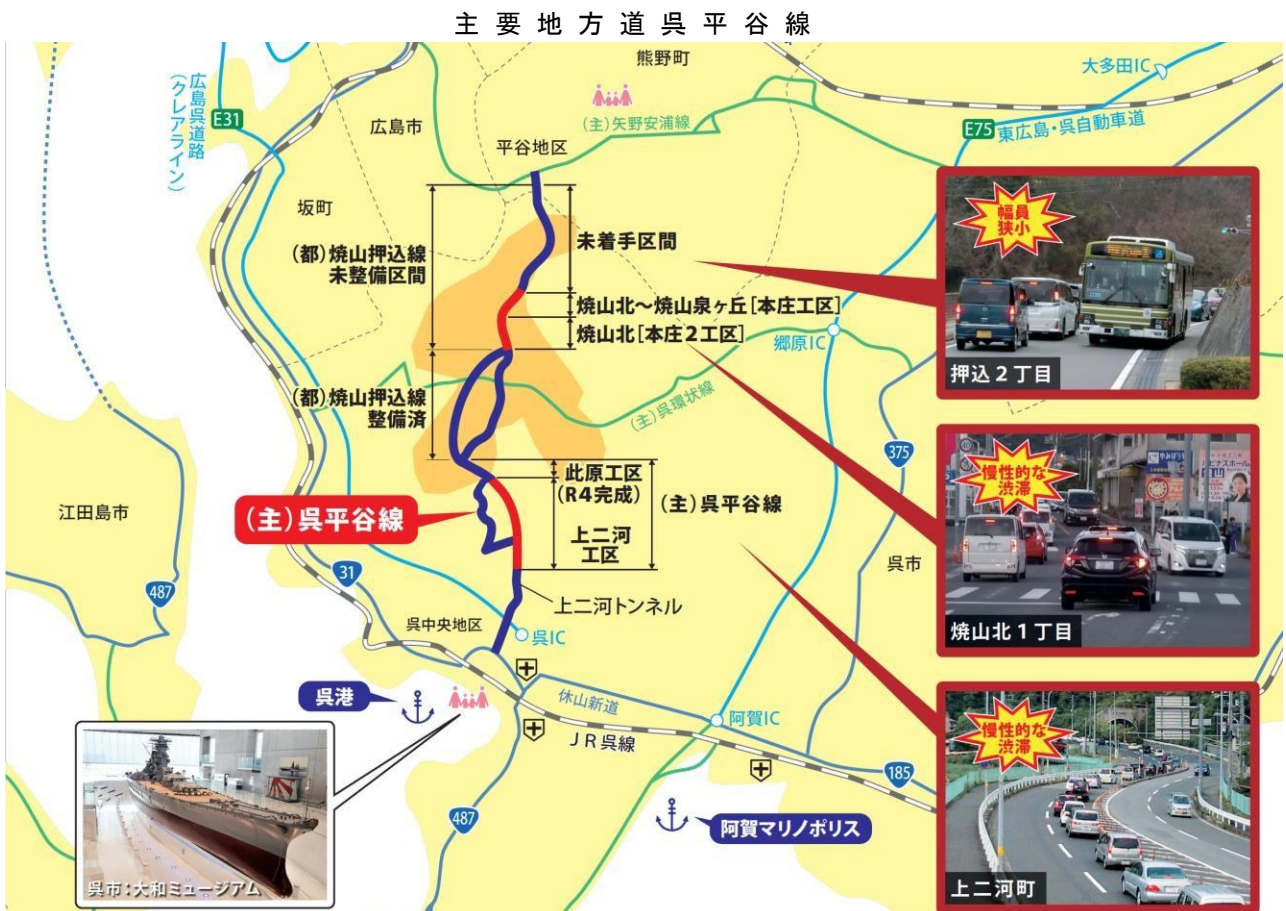 主要地方道呉平谷線
熊野町
大多田IC
広島呉道路
(クレアライン)
E31
広島市
(主)矢野安浦線
E75
東広島・呉自動車道
平谷地区
坂町
幅員
狭小
押込2丁目
(都)焼山押込線
未整備区間
未着手区間
焼山北~焼山泉ヶ丘[本庄工区]
焼山北[本庄2工区]
郷原IC
(主)呉環状線
(都)焼山押込線
整備済
375
慢性的な
渋滞
焼山北1丁目
此原工区
(R4完成)
(主)呉平谷線
上二河
工区
(主)呉平谷線
江田島市
呉市
487
31
上二河トンネル
呉中央地区
呉IC
呉港
休山新道
阿賀IC
JR呉線
185
487
阿賀マリノポリス
慢性的な
渋滞
上二河町
呉市:大和ミュージアム